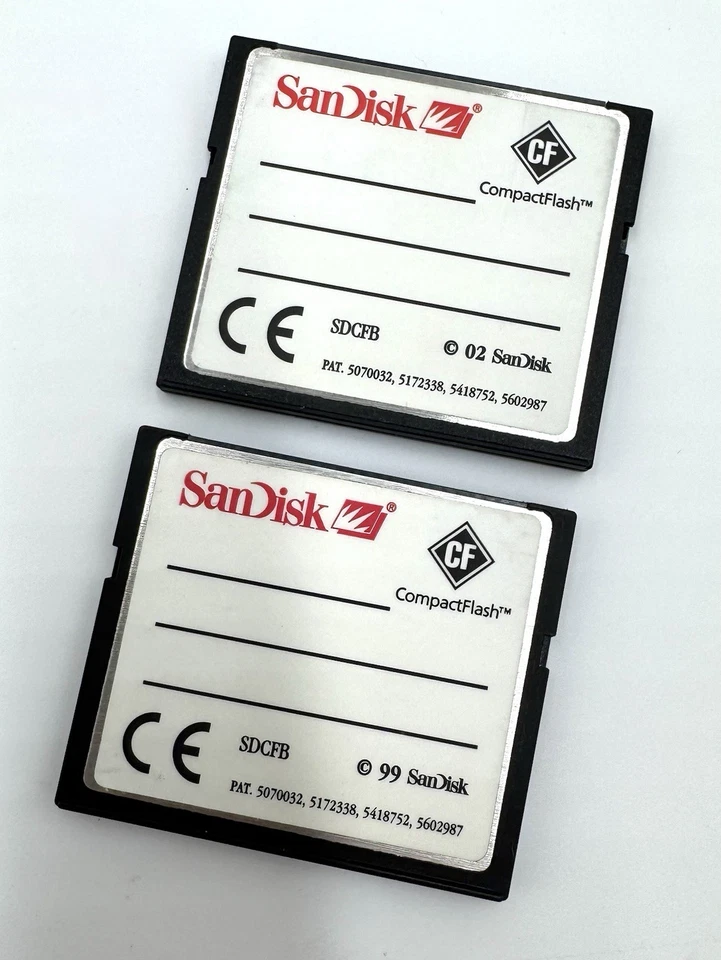 SanDisk ®
CF
CompactFlash™
CE SDCFB © 02 SanDisk
PAT. 5070032, 5172338, 5418752, 5602987
SanDisk ®
CF
CompactFlash™
CE SDCFB © 99 SanDisk
PAT. 5070032, 5172338, 5418752, 5602987